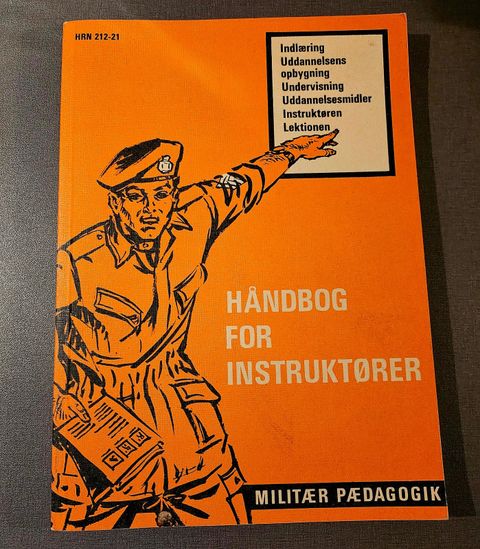 HRN 212-21
Indlæring
Uddannelsens
opbygning
Undervisning
Uddannelsesmidler
Instruktøren
Lektionen
HÅNDBOG
FOR
INSTRUKTØRER
MILITÆR PÆDAGOGIK